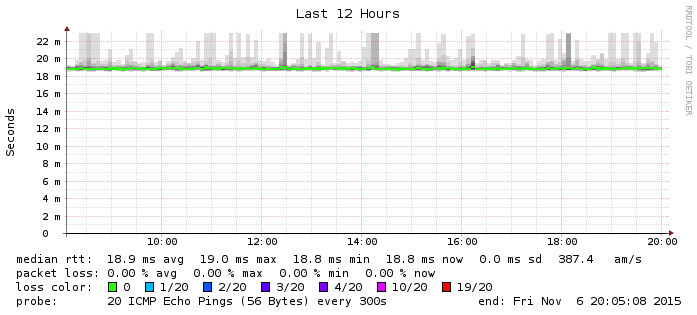 Last 12 Hours
RRDTOOL / TOBI OETIKER
Seconds
22 m
20 m
18 m
16 m
14 m
12 m
10 m
8 m
6 m
4 m
2 m
0
10:00 12:00 14:00 16:00 18:00 20:00
median rtt: 18.9 ms avg 19.0 ms max 18.8 ms min 18.8 ms now 0.0 ms sd 387.4 am/s
packet loss: 0.00 % avg 0.00 % max 0.00 % min 0.00 % now
loss color: 0 1/20 2/20 3/20 4/20 10/20 19/20
probe: 20 ICMP Echo Pings (56 Bytes) every 300s end: Fri Nov 6 20:05:08 2015